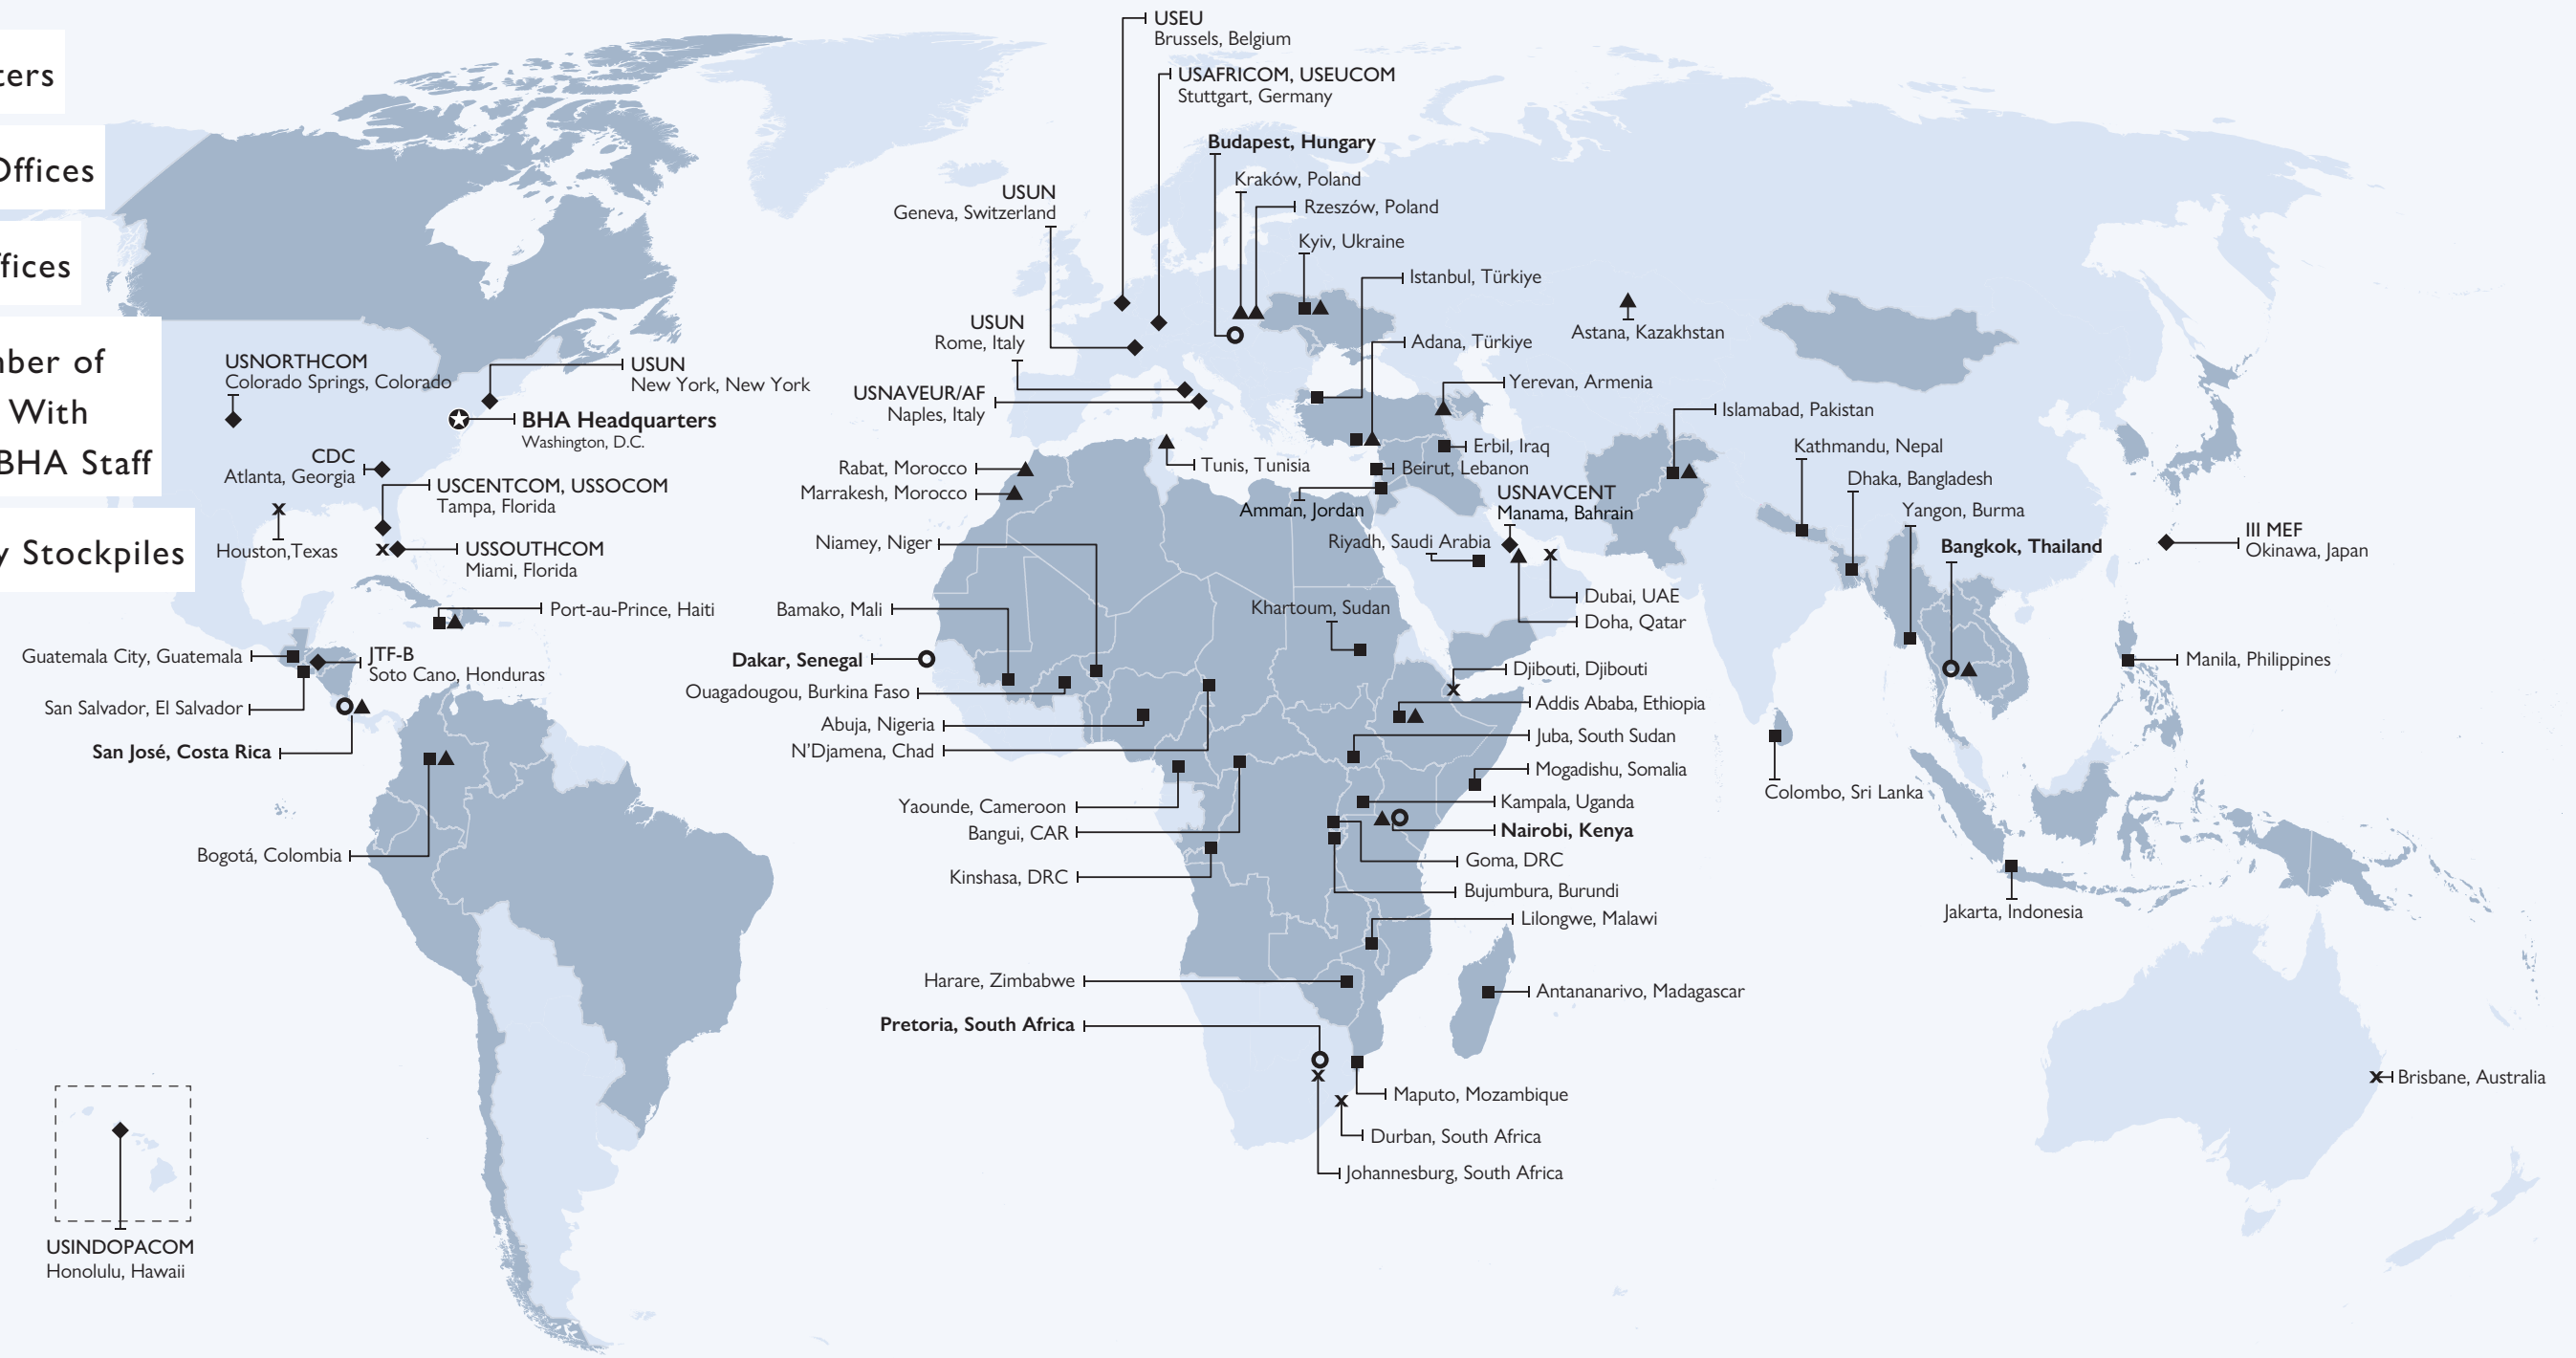 ters
Offices
fices
nber of
With
BHA Staff
y Stockpiles
USEU
Brussels, Belgium
USAFRICOM, USEUCOM
Stuttgart, Germany
Budapest, Hungary
Kraków, Poland
Rzeszów, Poland
USUN
Geneva, Switzerland
Kyiv, Ukraine
Istanbul, Türkiye
USUN
Rome, Italy
Astana, Kazakhstan
Adana, Türkiye
USNORTHCOM
Colorado Springs, Colorado
USUN
New York, New York
USNAVEUR/AF
Naples, Italy
Yerevan, Armenia
BHA Headquarters
Washington, D.C.
Islamabad, Pakistan
Erbil, Iraq
Kathmandu, Nepal
CDC
Atlanta, Georgia
Rabat, Morocco
Tunis, Tunisia
Beirut, Lebanon
Dhaka, Bangladesh
USCENTCOM, USSOCOM
Tampa, Florida
Marrakesh, Morocco
Amman, Jordan
USNAVCENT
Manama, Bahrain
Yangon, Burma
Houston,Texas
USSOUTHCOM
Miami, Florida
Niamey, Niger
Riyadh, Saudi Arabia
Bangkok, Thailand
III MEF
Okinawa, Japan
Port-au-Prince, Haiti
Bamako, Mali
Khartoum, Sudan
Dubai, UAE
Doha, Qatar
Guatemala City, Guatemala
JTF-B
Soto Cano, Honduras
Dakar, Senegal
Djibouti, Djibouti
Manila, Philippines
Ouagadougou, Burkina Faso
Addis Ababa, Ethiopia
San Salvador, El Salvador
Abuja, Nigeria
Juba, South Sudan
San José, Costa Rica
N'Djamena, Chad
Mogadishu, Somalia
Colombo, Sri Lanka
Yaounde, Cameroon
Kampala, Uganda
Bangui, CAR
Nairobi, Kenya
Bogotá, Colombia
Goma, DRC
Kinshasa, DRC
Bujumbura, Burundi
Jakarta, Indonesia
Lilongwe, Malawi
Harare, Zimbabwe
Antananarivo, Madagascar
Pretoria, South Africa
Maputo, Mozambique
Brisbane, Australia
Durban, South Africa
Johannesburg, South Africa
USINDOPACOM
Honolulu, Hawaii